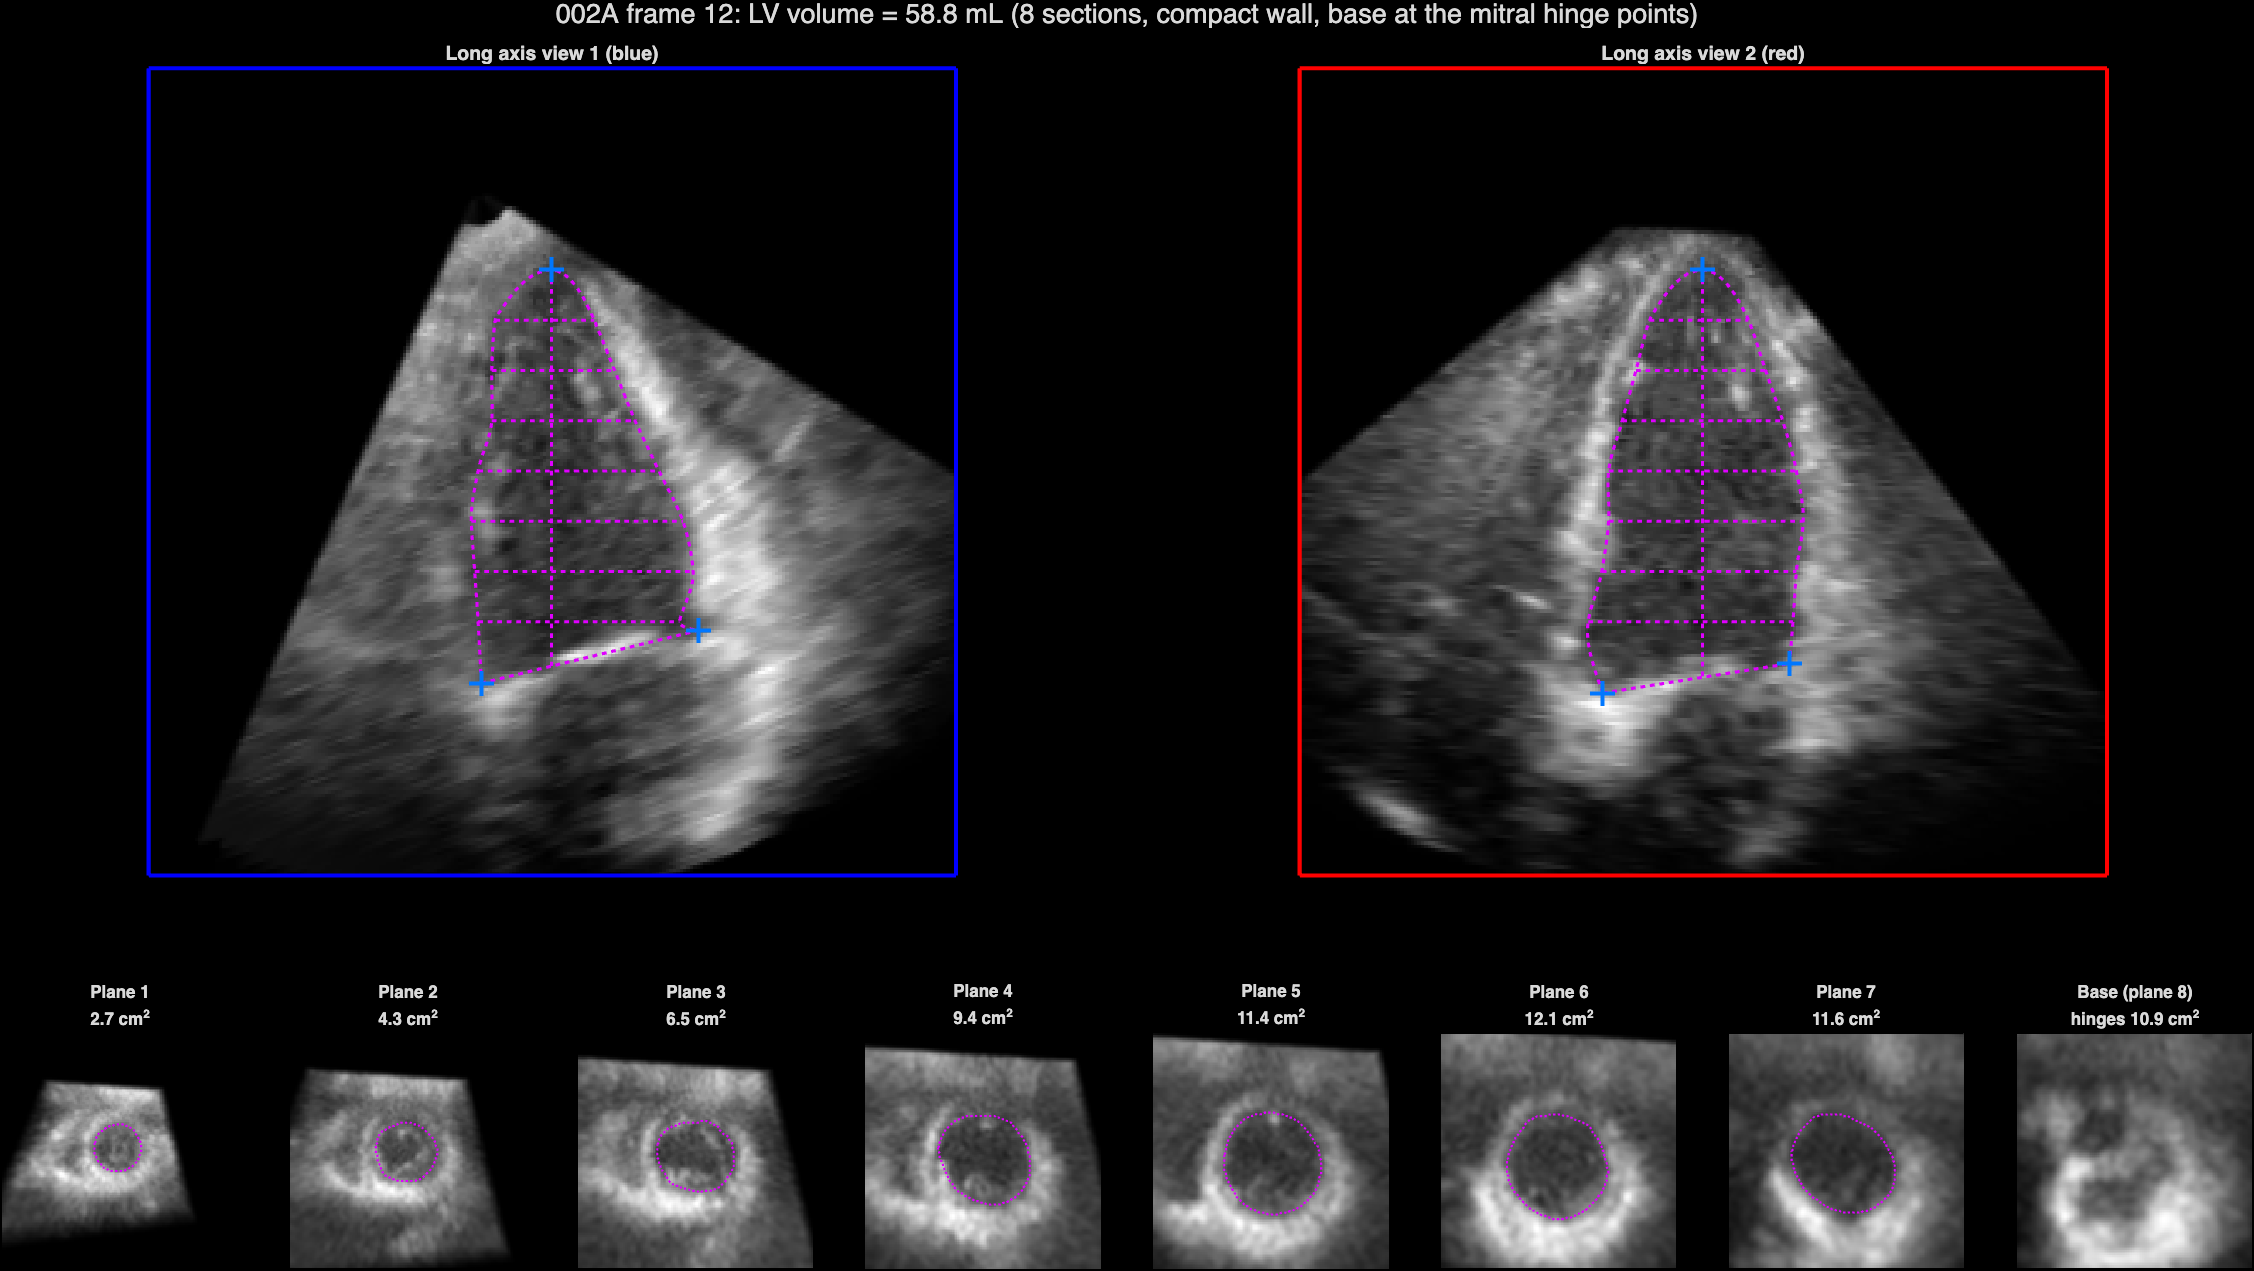 002A frame 12: LV volume = 58.8 mL (8 sections, compact wall, base at the mitral hinge points)
Long axis view 1 (blue)
Long axis view 2 (red)
Plane 1
2.7 cm²
Plane 2
4.3 cm²
Plane 3
6.5 cm²
Plane 4
9.4 cm²
Plane 5
11.4 cm²
Plane 6
12.1 cm²
Plane 7
11.6 cm²
Base (plane 8)
hinges 10.9 cm²